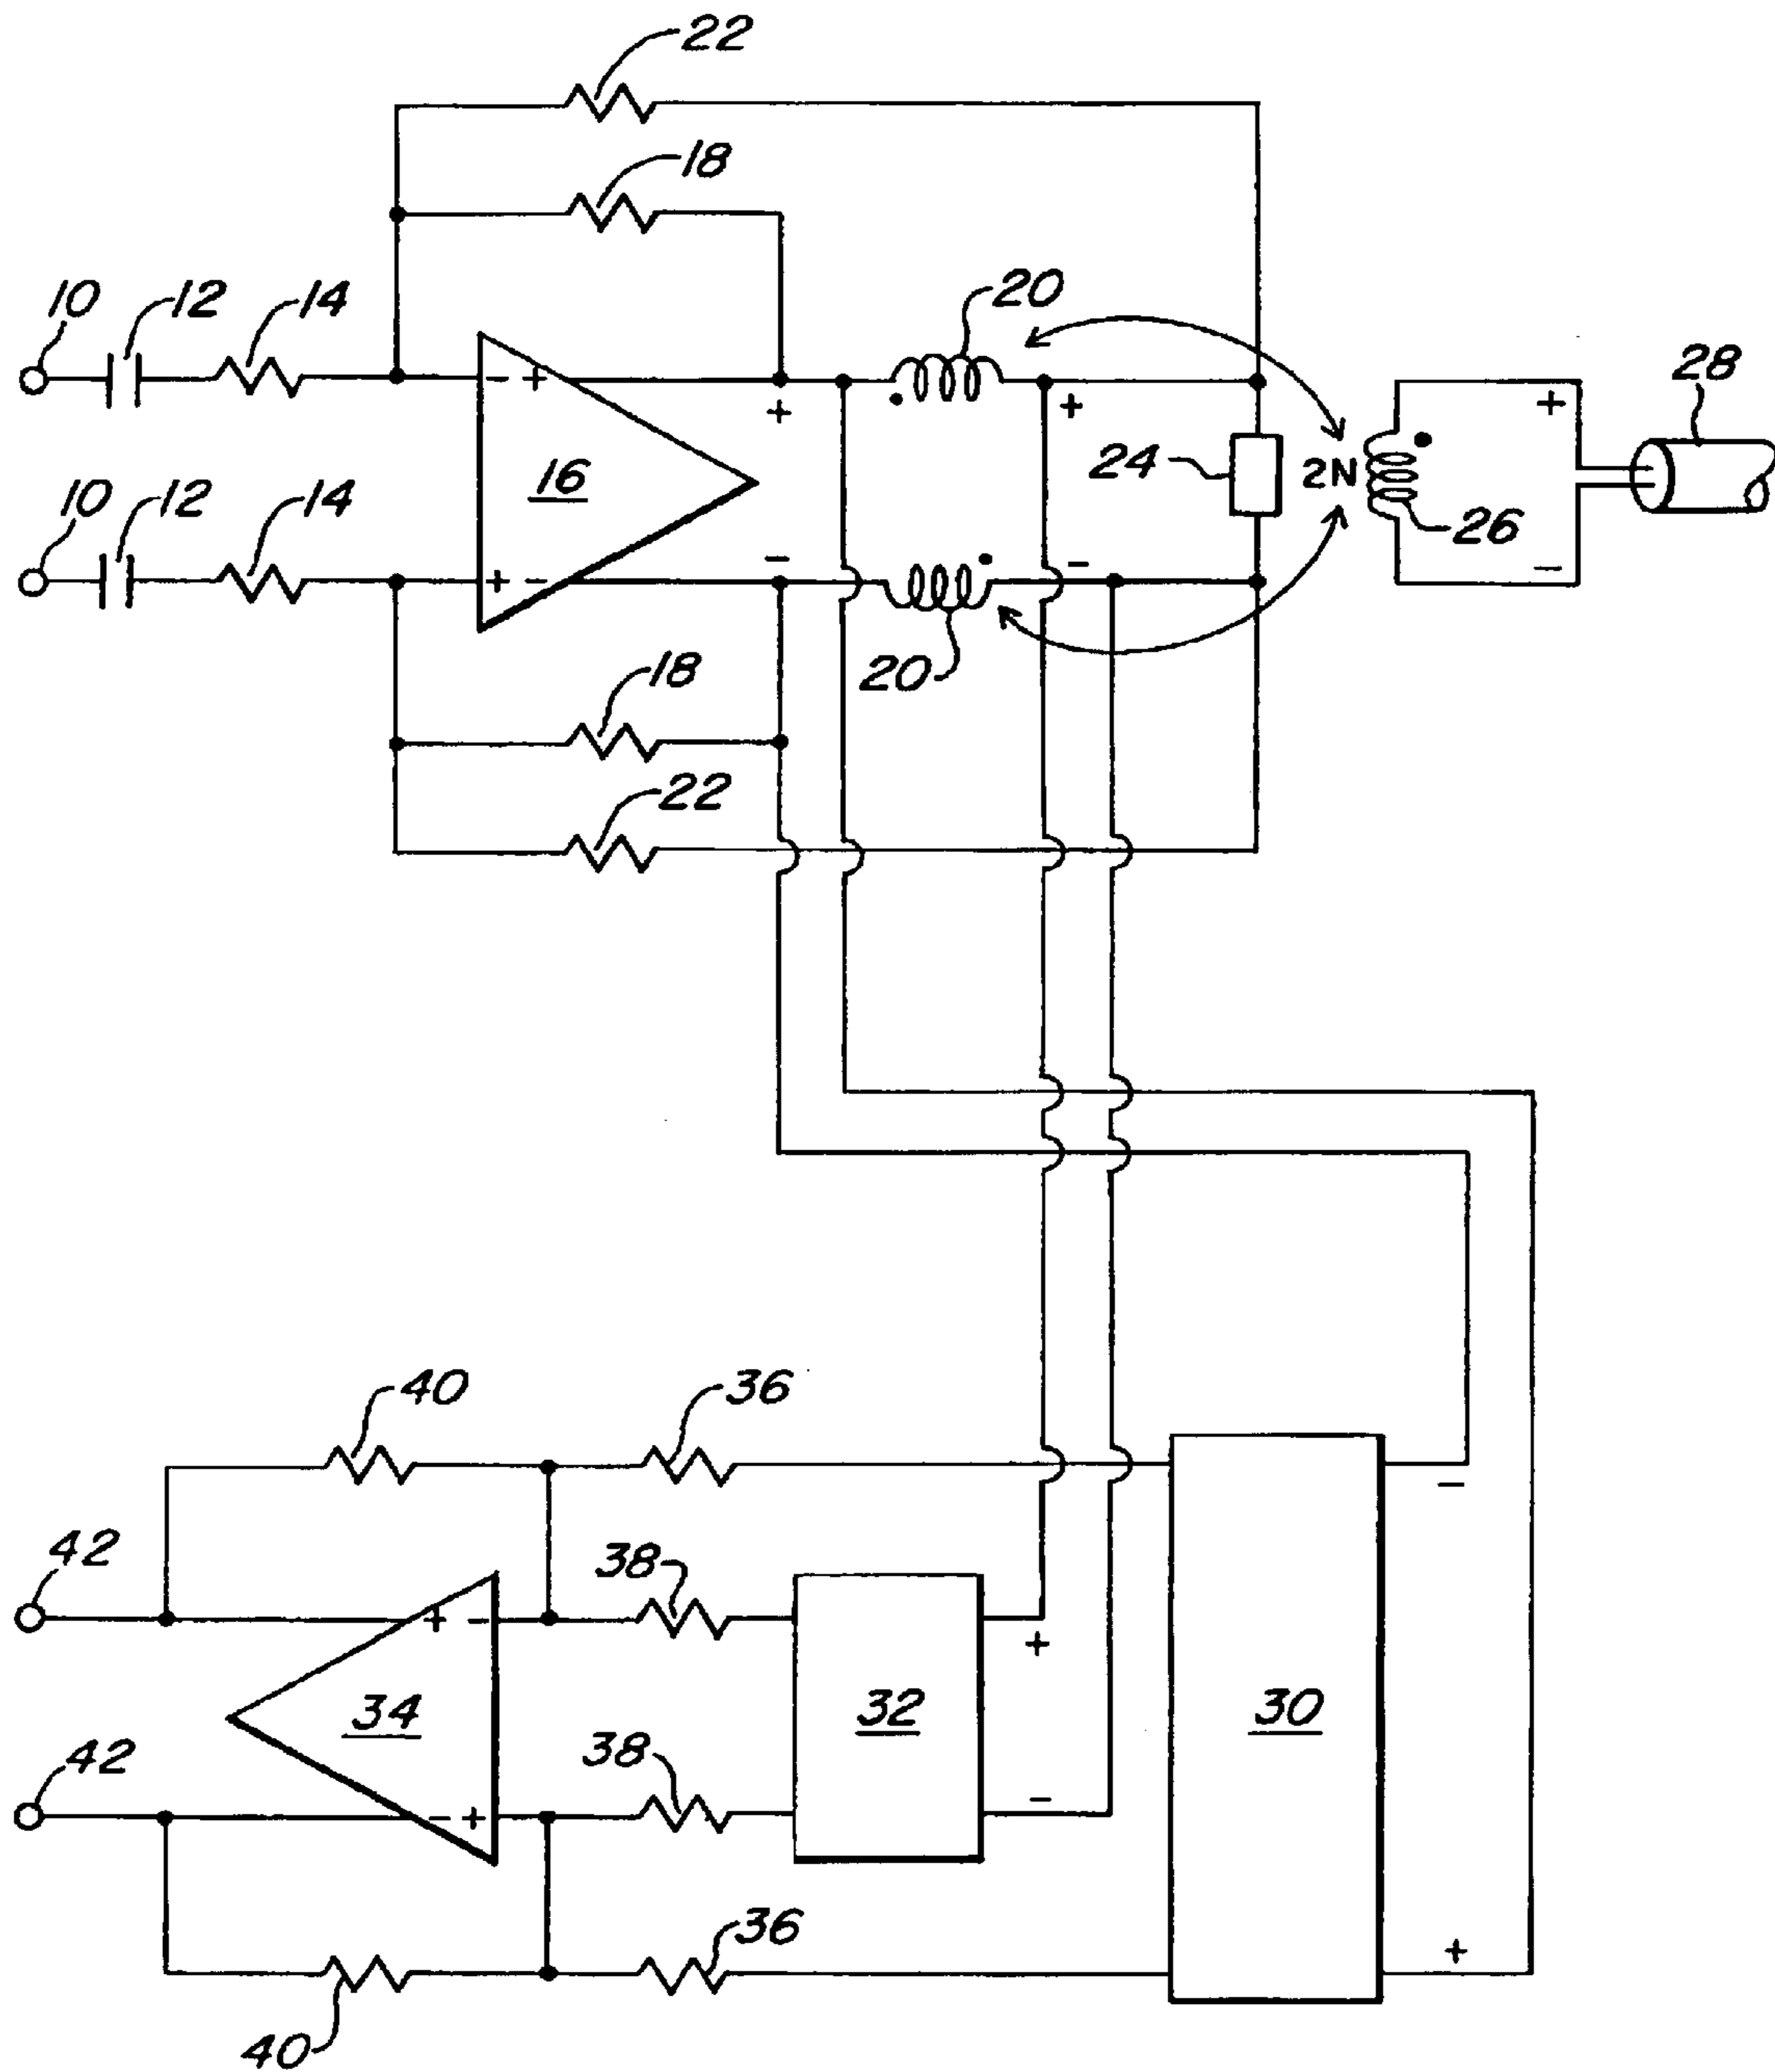 22
18
10 12 14 20 28
- + + +
+
16 24 2N 26
10 12 14
+ - - - -
18 20
22
40 36
-
42 38
+ - +
34 32 30
42 38
- + -
36 +
40